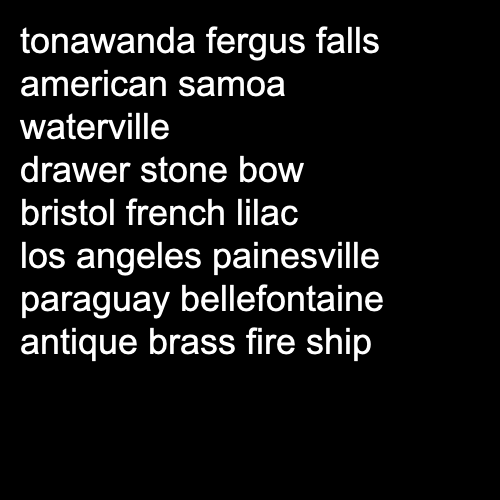 tonawanda fergus falls
american samoa
waterville
drawer stone bow
bristol french lilac
los angeles painesville
paraguay bellefontaine
antique brass fire ship